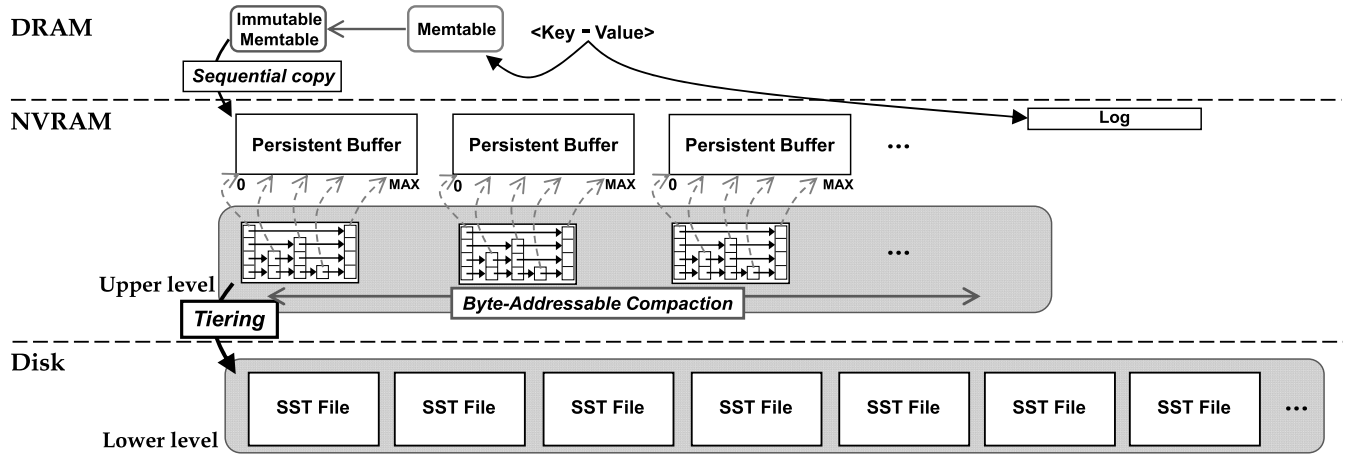 DRAM
Immutable
Memtable
Memtable
<Key - Value>
Sequential copy
NVRAM
Log
Persistent Buffer
Persistent Buffer
Persistent Buffer
...
0
MAX
0
MAX
0
MAX
...
Upper level
Byte-Addressable Compaction
Tiering
Disk
SST File
SST File
SST File
SST File
SST File
SST File
SST File
...
Lower level